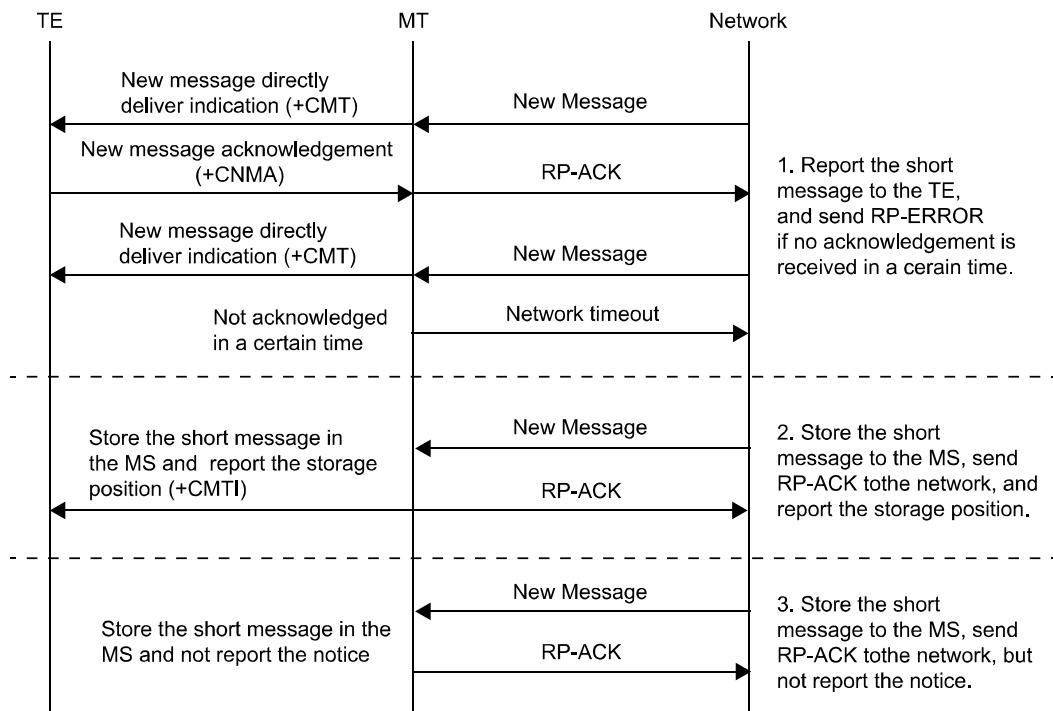 TE
MT
Network
New message directly
deliver indication (+CMT)
New Message
New message acknowledgement
(+CNMA)
RP-ACK
New message directly
deliver indication (+CMT)
New Message
Not acknowledged
in a certain time
Network timeout
1. Report the short
message to the TE,
and send RP-ERROR
if no acknowledgement is
received in a cerain time.
Store the short message in
the MS and report the storage
position (+CMTI)
New Message
RP-ACK
2. Store the short
message to the MS, send
RP-ACK tothe network, and
report the storage position.
Store the short message in the
MS and not report the notice
New Message
RP-ACK
3. Store the short
message to the MS, send
RP-ACK tothe network, but
not report the notice.